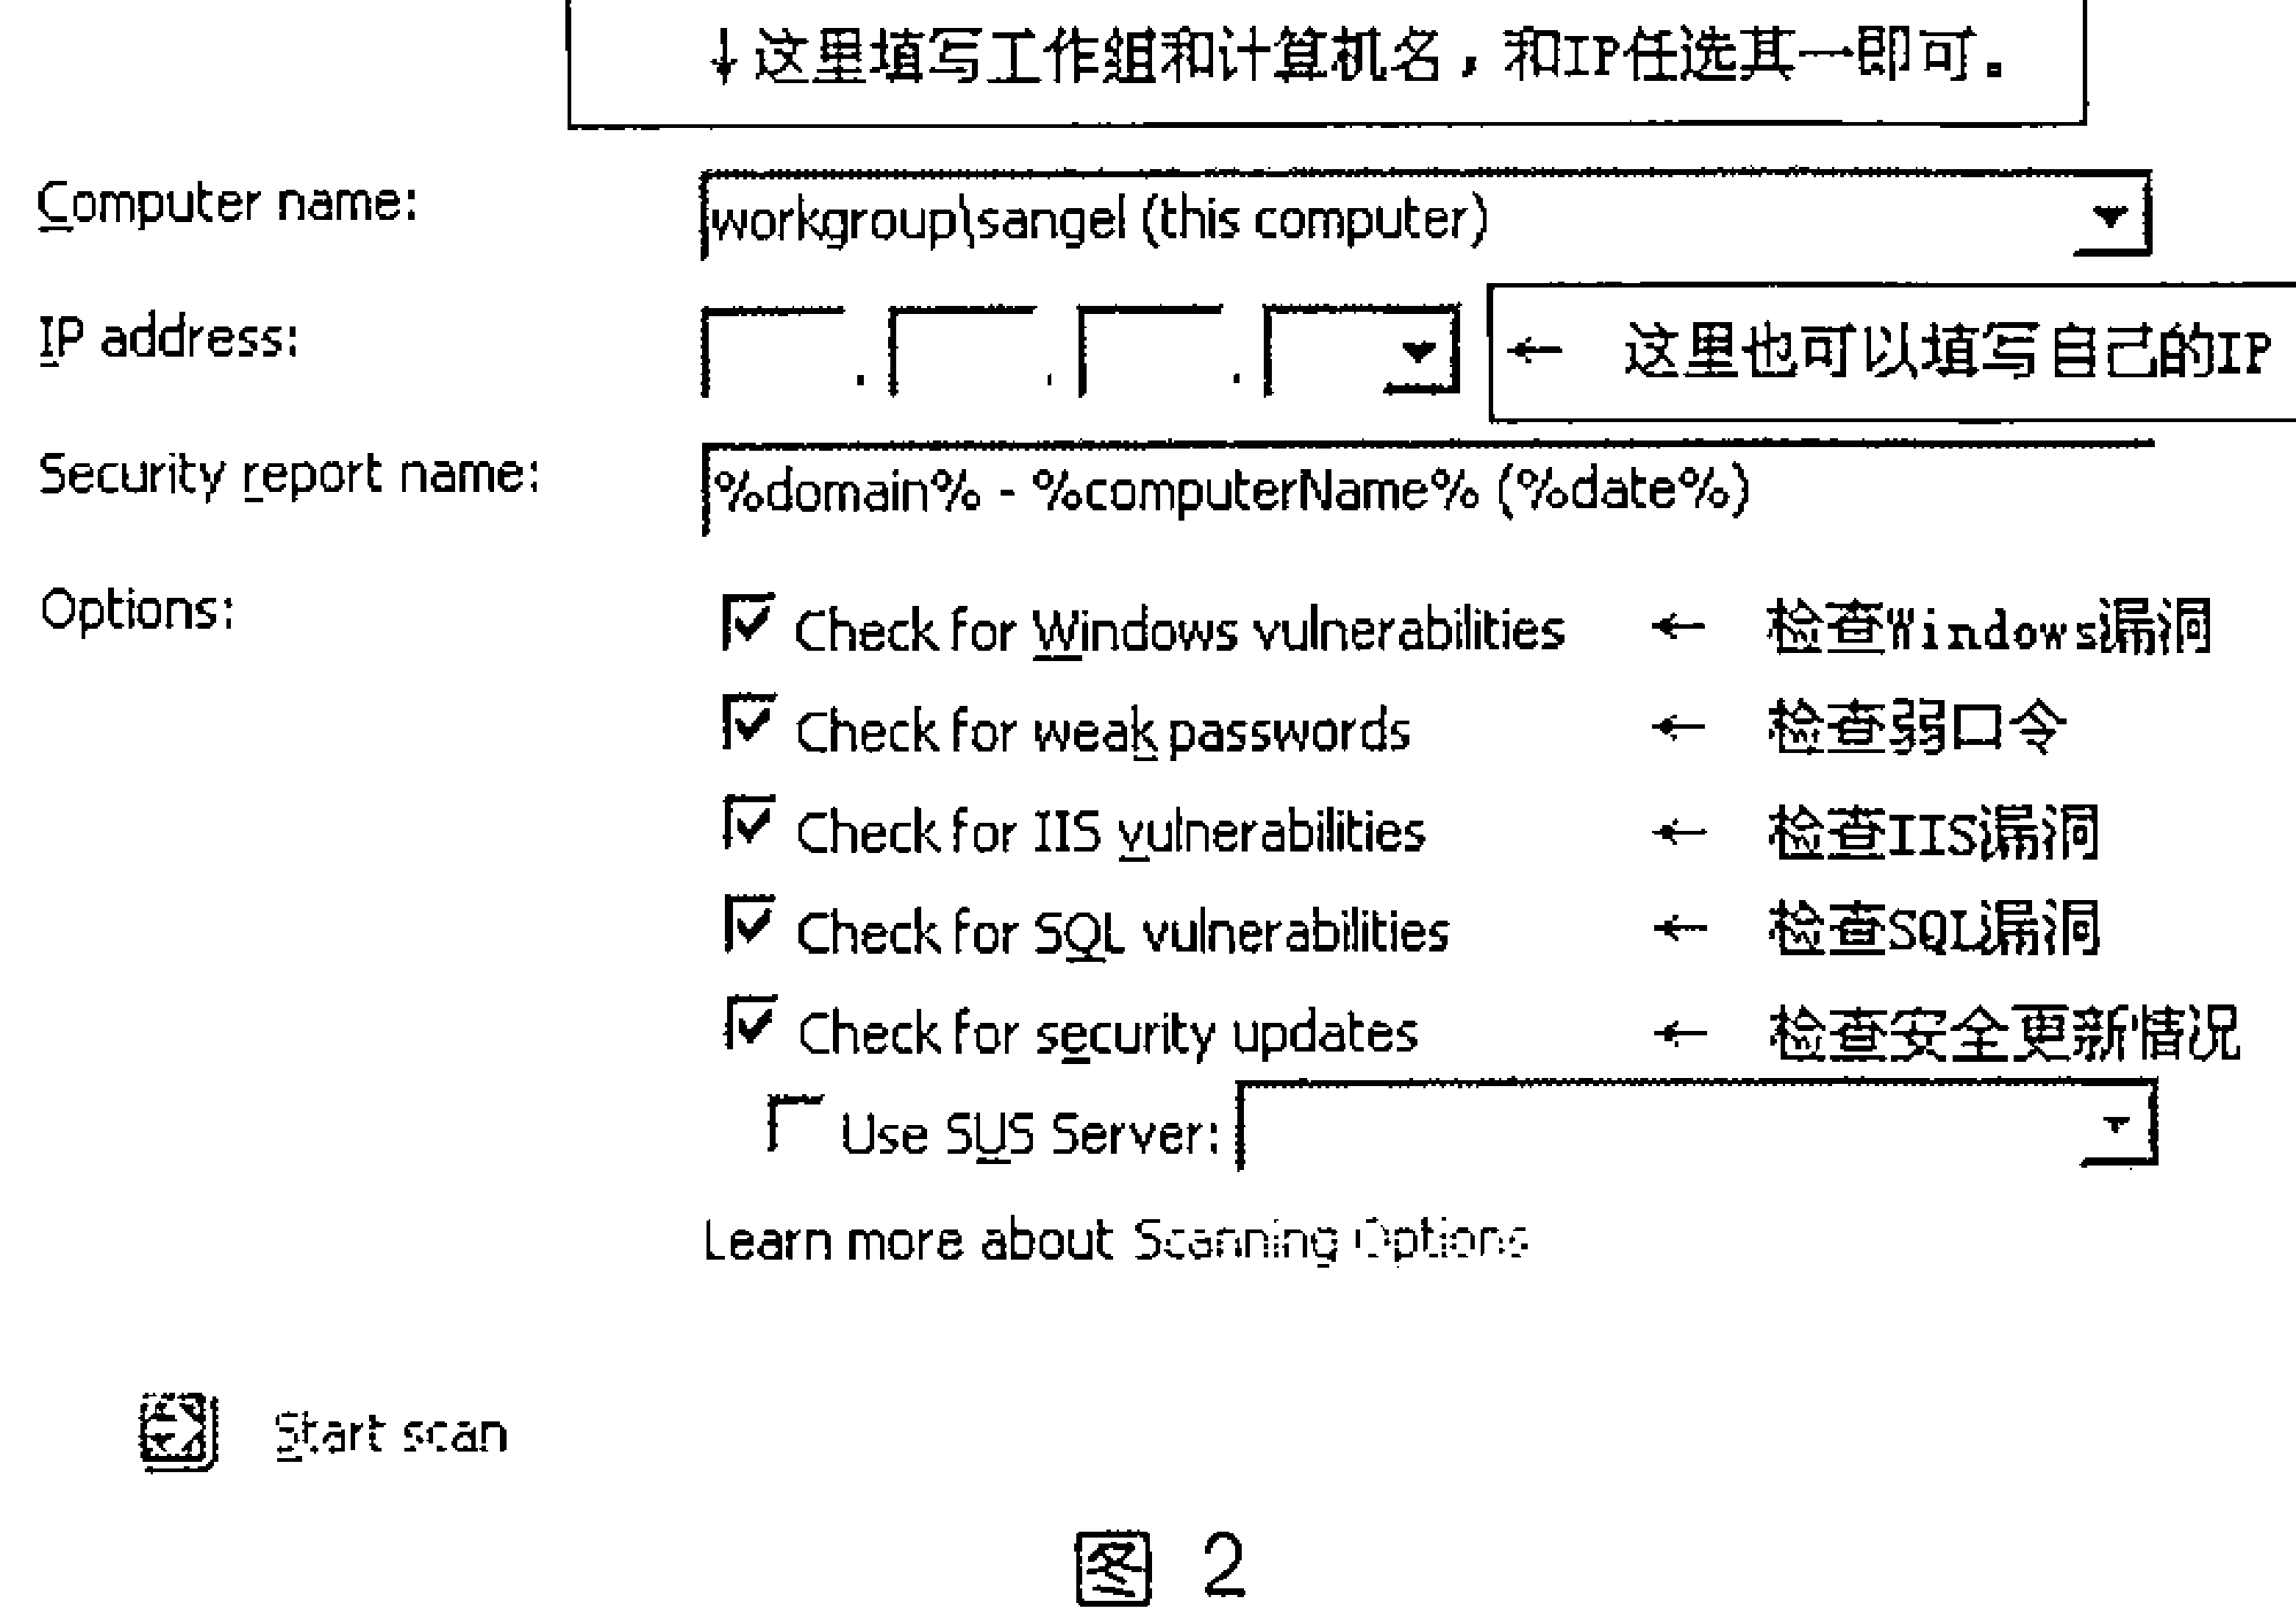 ↓这里填写工作组和计算机名，和IP任选其一即可。
Computer name:
workgroup\sangel (this computer)
IP address:
. . .
← 这里也可以填写自己的IP
Security report name:
%domain% - %computerName% (%date%)
Options:
Check for Windows vulnerabilities ← 检查Windows漏洞
Check for weak passwords ← 检查弱口令
Check for IIS vulnerabilities ← 检查IIS漏洞
Check for SQL vulnerabilities ← 检查SQL漏洞
Check for security updates ← 检查安全更新情况
Use SUS Server:
Learn more about Scanning Options
Start scan
图 2